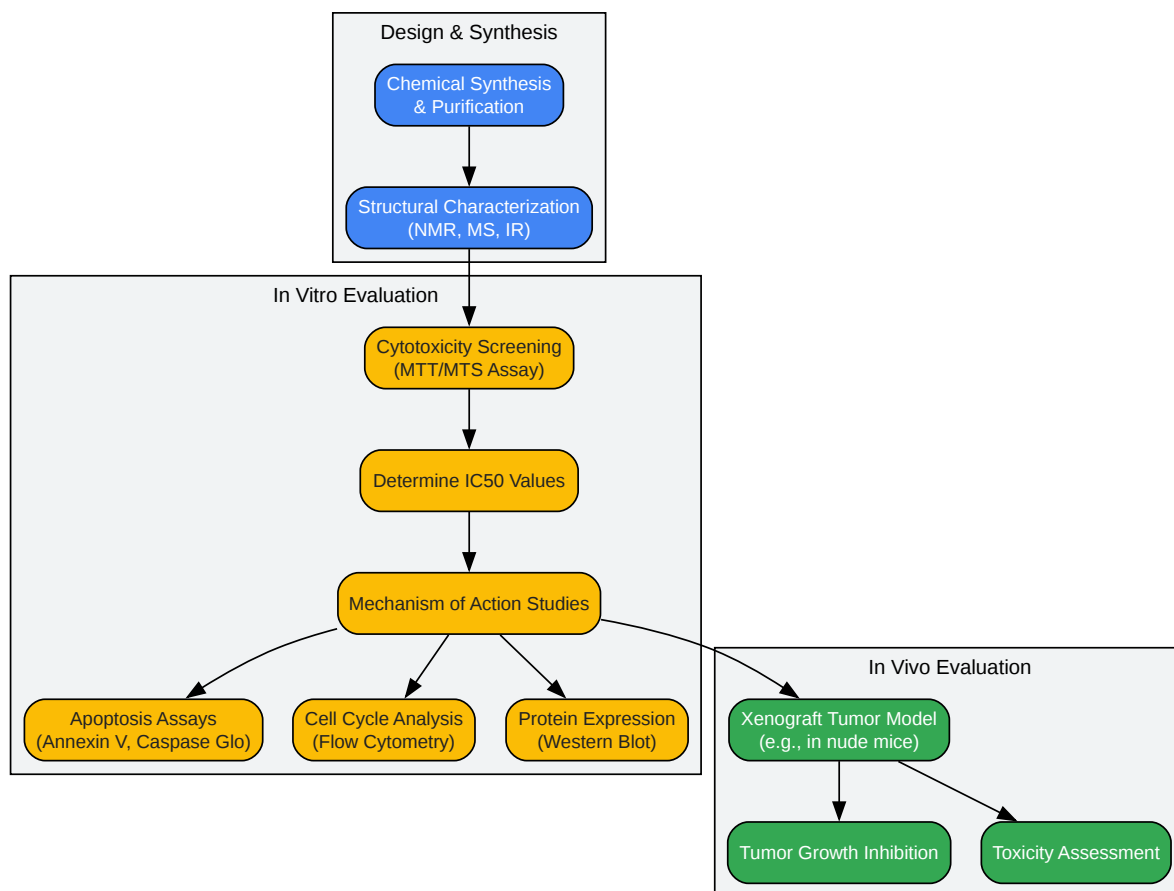 Design & Synthesis
Chemical Synthesis
& Purification
Structural Characterization
(NMR, MS, IR)
In Vitro Evaluation
Cytotoxicity Screening
(MTT/MTS Assay)
Determine IC50 Values
Mechanism of Action Studies
Apoptosis Assays
(Annexin V, Caspase Glo)
Cell Cycle Analysis
(Flow Cytometry)
Protein Expression
(Western Blot)
In Vivo Evaluation
Xenograft Tumor Model
(e.g., in nude mice)
Tumor Growth Inhibition
Toxicity Assessment